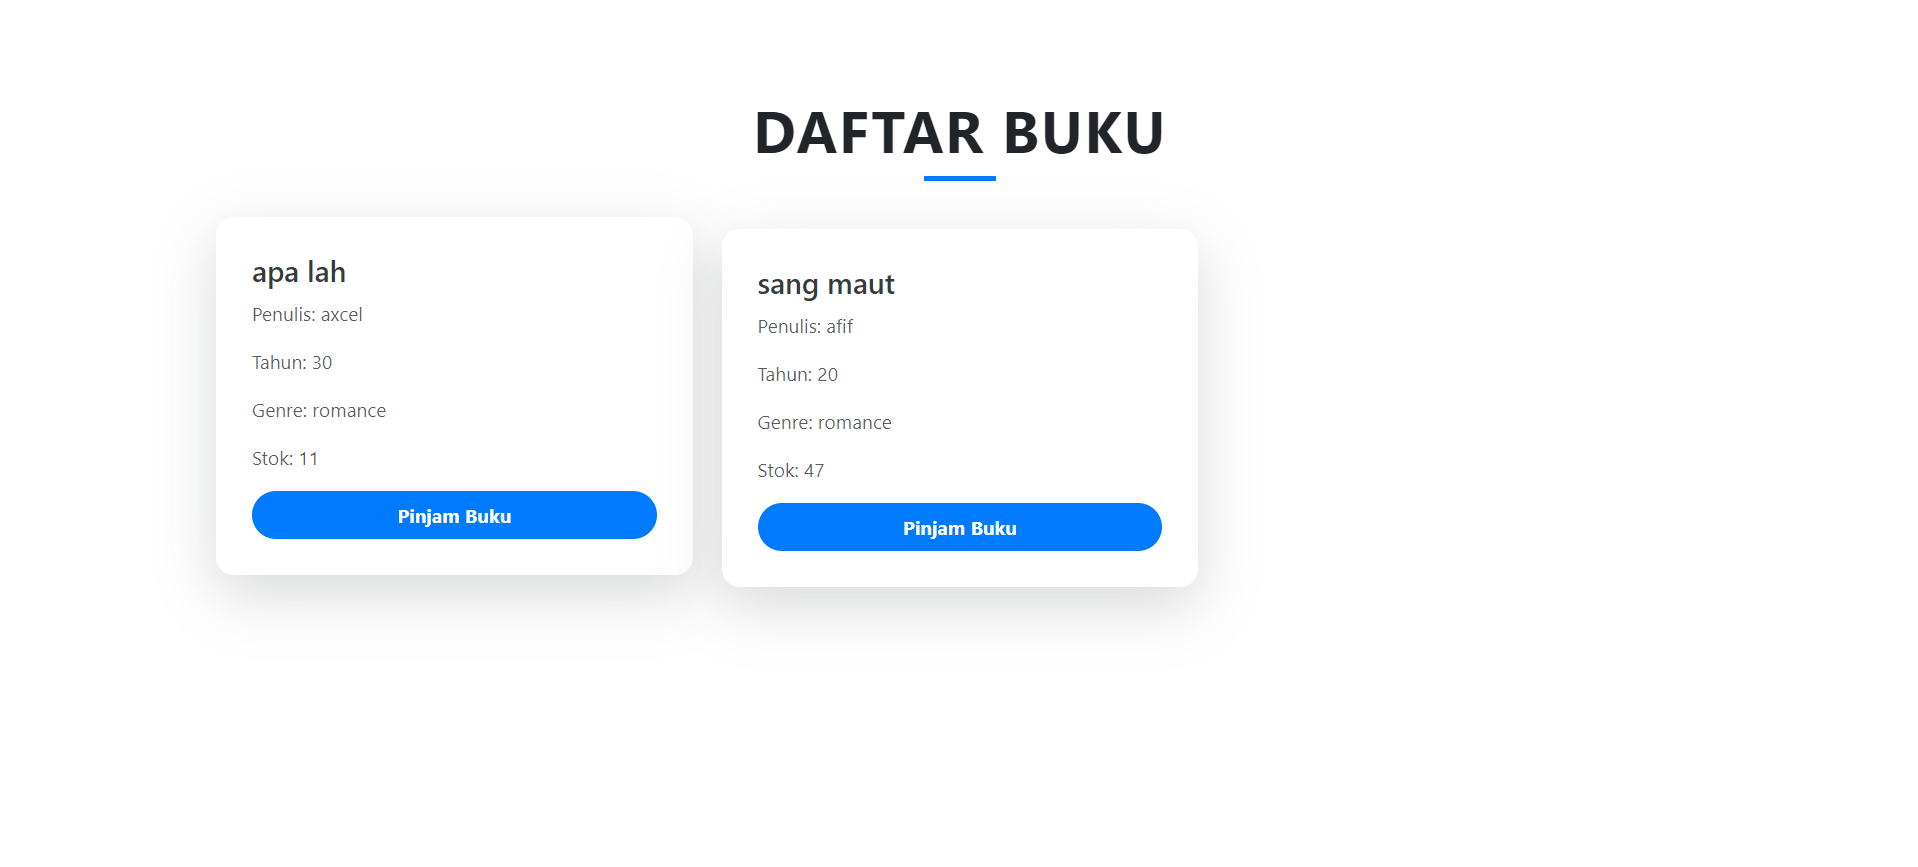 DAFTAR BUKU
apa lah
Penulis: axcel
Tahun: 30
Genre: romance
Stok: 11
Pinjam Buku
sang maut
Penulis: afif
Tahun: 20
Genre: romance
Stok: 47
Pinjam Buku